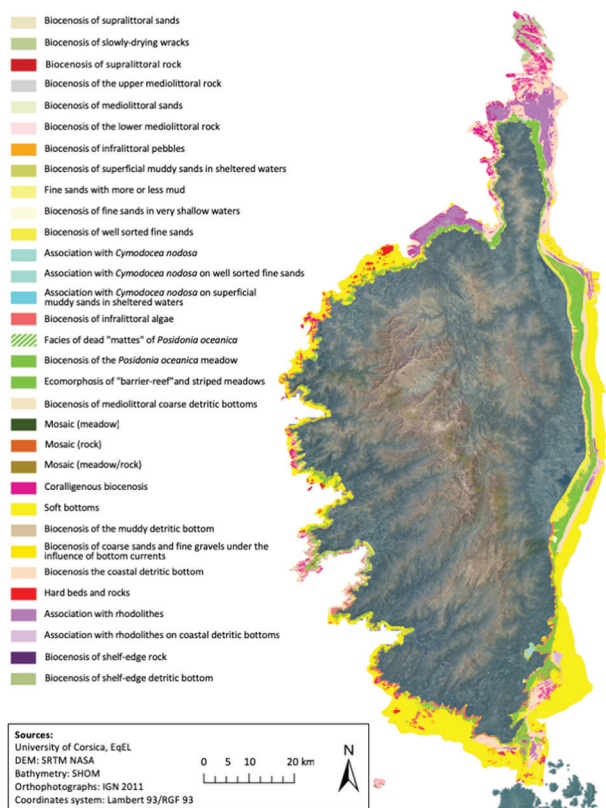 Biocenosis of supralittoral sands
Biocenosis of slowly-drying wracks
Biocenosis of supralittoral rock
Biocenosis of the upper mediolittoral rock
Biocenosis of mediolittoral sands
Biocenosis of the lower mediolittoral rock
Biocenosis of infralittoral pebbles
Biocenosis of superficial muddy sands in sheltered waters
Fine sands with more or less mud
Biocenosis of fine sands in very shallow waters
Biocenosis of well sorted fine sands
Association with Cymodocea nodosa
Association with Cymodocea nodosa on well sorted fine sands
Association with Cymodocea nodosa on superficial
muddy sands in sheltered waters
Biocenosis of infralittoral algae
Facies of dead "mattes" of Posidonia oceanica
Biocenosis of the Posidonia oceanica meadow
Ecomorphosis of "barrier-reef"and striped meadows
Biocenosis of mediolittoral coarse detritic bottoms
Mosaic (meadow)
Mosaic (rock)
Mosaic (meadow/rock)
Coralligenous biocenosis
Soft bottoms
Biocenosis of the muddy detritic bottom
Biocenosis of coarse sands and fine gravels under the
influence of bottom currents
Biocenosis the coastal detritic bottom
Hard beds and rocks
Association with rhodolithes
Association with rhodolithes on coastal detritic bottoms
Biocenosis of shelf-edge rock
Biocenosis of shelf-edge detritic bottom
Sources:
University of Corsica, EqEL
DEM: SRTM NASA
Bathymetry: SHOM
Orthophotographs: IGN 2011
Coordinates system: Lambert 93/RGF 93
0 5 10 20 km
N